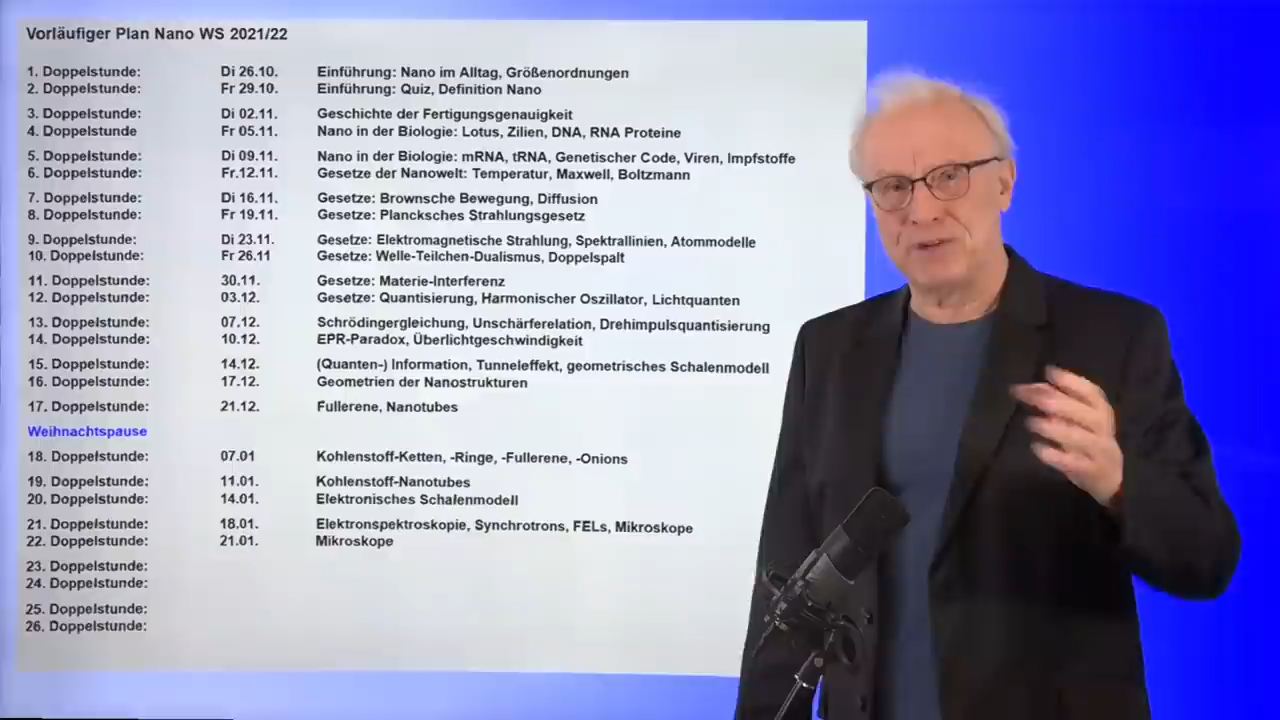 Vorläufiger Plan Nano WS 2021/22
1. Doppelstunde: Di 26.10. Einführung: Nano im Alltag, Größenordnungen
2. Doppelstunde: Fr 29.10. Einführung: Quiz, Definition Nano
3. Doppelstunde: Di 02.11. Geschichte der Fertigungsgenauigkeit
4. Doppelstunde Fr 05.11. Nano in der Biologie: Lotus, Zilien, DNA, RNA Proteine
5. Doppelstunde: Di 09.11. Nano in der Biologie: mRNA, tRNA, Genetischer Code, Viren, Impfstoffe
6. Doppelstunde: Fr.12.11. Gesetze der Nanowelt: Temperatur, Maxwell, Boltzmann
7. Doppelstunde: Di 16.11. Gesetze: Brownsche Bewegung, Diffusion
8. Doppelstunde: Fr 19.11. Gesetze: Plancksches Strahlungsgesetz
9. Doppelstunde: Di 23.11. Gesetze: Elektromagnetische Strahlung, Spektrallinien, Atommodelle
10. Doppelstunde: Fr 26.11 Gesetze: Welle-Teilchen-Dualismus, Doppelspalt
11. Doppelstunde: 30.11. Gesetze: Materie-Interferenz
12. Doppelstunde: 03.12. Gesetze: Quantisierung, Harmonischer Oszillator, Lichtquanten
13. Doppelstunde: 07.12. Schrödingergleichung, Unschärferelation, Drehimpulsquantisierung
14. Doppelstunde: 10.12. EPR-Paradox, Überlichtgeschwindigkeit
15. Doppelstunde: 14.12. (Quanten-) Information, Tunneleffekt, geometrisches Schalenmodell
16. Doppelstunde: 17.12. Geometrien der Nanostrukturen
17. Doppelstunde: 21.12. Fullerene, Nanotubes
Weihnachtspause
18. Doppelstunde: 07.01 Kohlenstoff-Ketten, -Ringe, -Fullerene, -Onions
19. Doppelstunde: 11.01. Kohlenstoff-Nanotubes
20. Doppelstunde: 14.01. Elektronisches Schalenmodell
21. Doppelstunde: 18.01. Elektronspektroskopie, Synchrotrons, FELs, Mikroskope
22. Doppelstunde: 21.01. Mikroskope
23. Doppelstunde:
24. Doppelstunde:
25. Doppelstunde:
26. Doppelstunde: